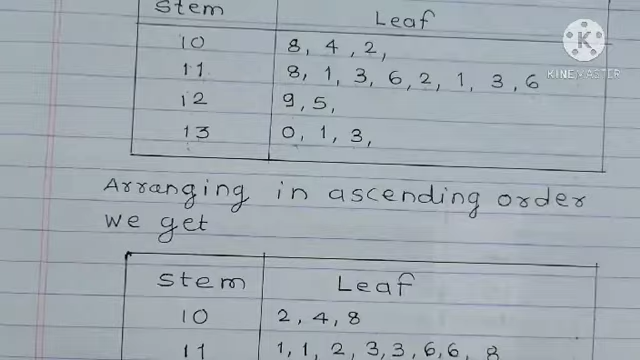 Stem Leaf
10 8, 4, 2,
11 8, 1, 3, 6, 2, 1, 3, 6
12 9, 5,
13 0, 1, 3,
Arranging in ascending order
we get
Stem Leaf
10 2, 4, 8
11 1, 1, 2, 3, 3, 6, 6, 8
K
KINEMASTER